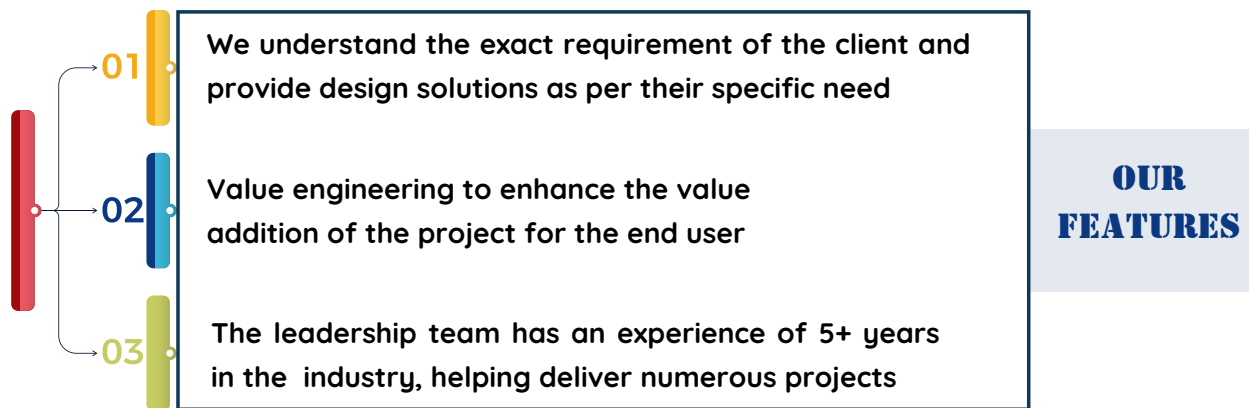 01
We understand the exact requirement of the client and
provide design solutions as per their specific need
02
Value engineering to enhance the value
addition of the project for the end user
03
The leadership team has an experience of 5+ years
in the industry, helping deliver numerous projects
OUR
FEATURES